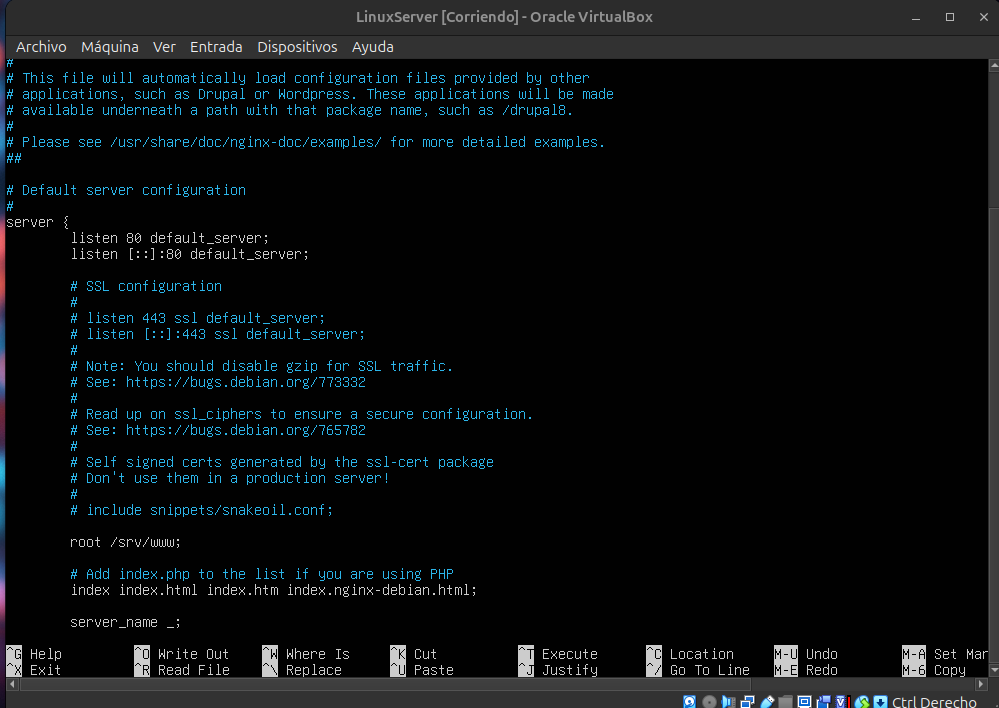 LinuxServer [Corriendo] - Oracle VirtualBox
Archivo Máquina Ver Entrada Dispositivos Ayuda
#
# This file will automatically load configuration files provided by other
# applications, such as Drupal or Wordpress. These applications will be made
# available underneath a path with that package name, such as /drupal8.
#
# Please see /usr/share/doc/nginx-doc/examples/ for more detailed examples.
##
# Default server configuration
#
server {
listen 80 default_server;
listen [::]:80 default_server;
# SSL configuration
#
# listen 443 ssl default_server;
# listen [::]:443 ssl default_server;
#
# Note: You should disable gzip for SSL traffic.
# See: https://bugs.debian.org/773332
#
# Read up on ssl_ciphers to ensure a secure configuration.
# See: https://bugs.debian.org/765782
#
# Self signed certs generated by the ssl-cert package
# Don't use them in a production server!
#
# include snippets/snakeoil.conf;
root /srv/www;
# Add index.php to the list if you are using PHP
index index.html index.htm index.nginx-debian.html;
server_name _;
^G Help ^O Write Out ^W Where Is ^K Cut ^T Execute ^C Location M-U Undo M-A Set Mar
^X Exit ^R Read File ^\ Replace ^U Paste ^J Justify ^/ Go To Line M-E Redo M-6 Copy
Ctrl Derecho